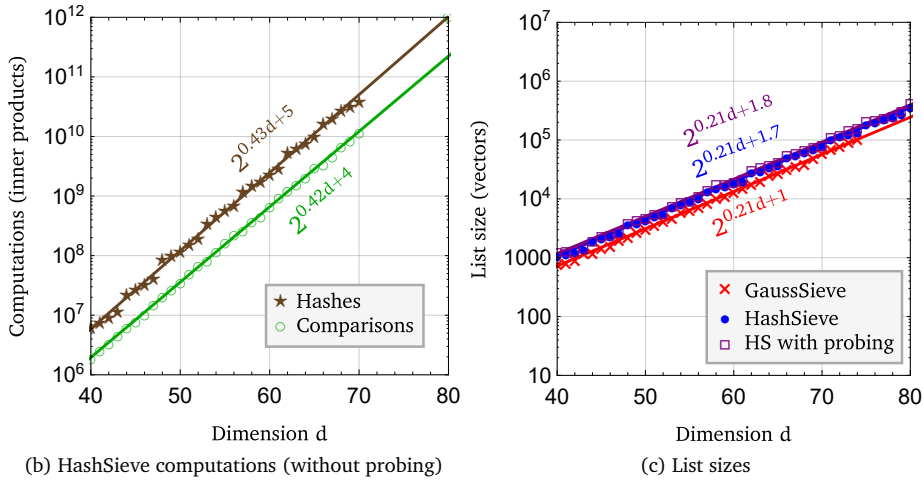 Computations (inner products)
10^12
10^11
10^10
10^9
10^8
10^7
10^6
2^0.43d+5
2^0.42d+4
Hashes
Comparisons
40 50 60 70 80
Dimension d
(b) HashSieve computations (without probing)
List size (vectors)
10^7
10^6
10^5
10^4
1000
100
10
2^0.21d+1.8
2^0.21d+1.7
2^0.21d+1
GaussSieve
HashSieve
HS with probing
40 50 60 70 80
Dimension d
(c) List sizes